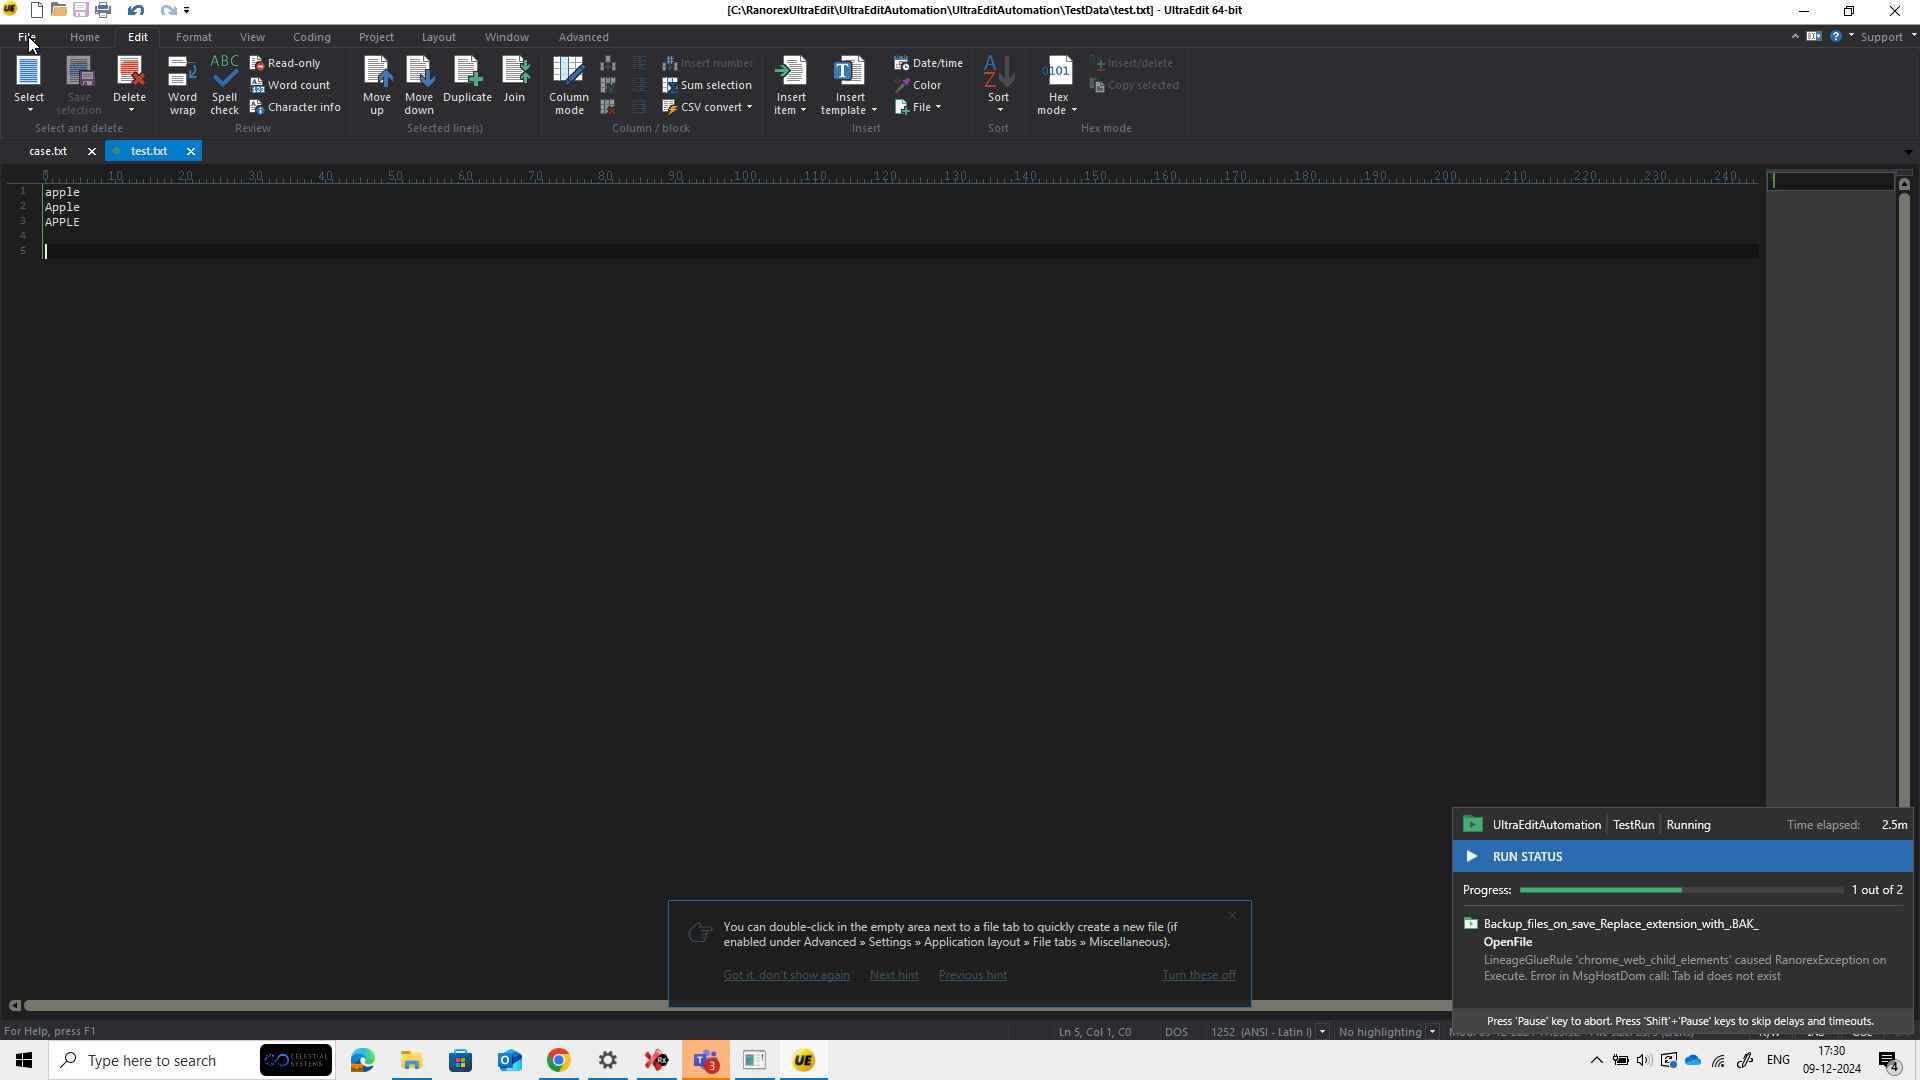 [C:\RanorexUltraEdit\UltraEditAutomation\UltraEditAutomation\TestData\test.txt] - UltraEdit 64-bit
File Home Edit Format View Coding Project Layout Window Advanced Support
Select
Save selection
Delete
Select and delete
Word wrap
ABC
Spell check
Read-only
Word count
Character info
Review
Move up
Move down
Duplicate
Join
Selected line(s)
Column mode
Insert number
Sum selection
CSV convert
Column / block
Insert item
Insert template
Date/time
Color
File
Insert
Sort
Sort
0101
Hex mode
Insert/delete
Copy selected
Hex mode
case.txt test.txt
0 10 20 30 40 50 60 70 80 90 100 110 120 130 140 150 160 170 180 190 200 210 220 230 240
1 apple
2 Apple
3 APPLE
4
5
You can double-click in the empty area next to a file tab to quickly create a new file (if
enabled under Advanced » Settings » Application layout » File tabs » Miscellaneous).
Got it, don't show again Next hint Previous hint Turn these off
UltraEditAutomation TestRun Running Time elapsed: 2.5m
RUN STATUS
Progress: 1 out of 2
Backup_files_on_save_Replace_extension_with_.BAK_
OpenFile
LineageGlueRule 'chrome_web_child_elements' caused RanorexException on
Execute. Error in MsgHostDom call: Tab id does not exist
Press 'Pause' key to abort. Press 'Shift'+'Pause' keys to skip delays and timeouts.
For Help, press F1 Ln 5, Col 1, C0 DOS 1252 (ANSI - Latin I) No highlighting
Type here to search
CELESTIAL SYSTEMS
3
UE
ENG
17:30
09-12-2024
4